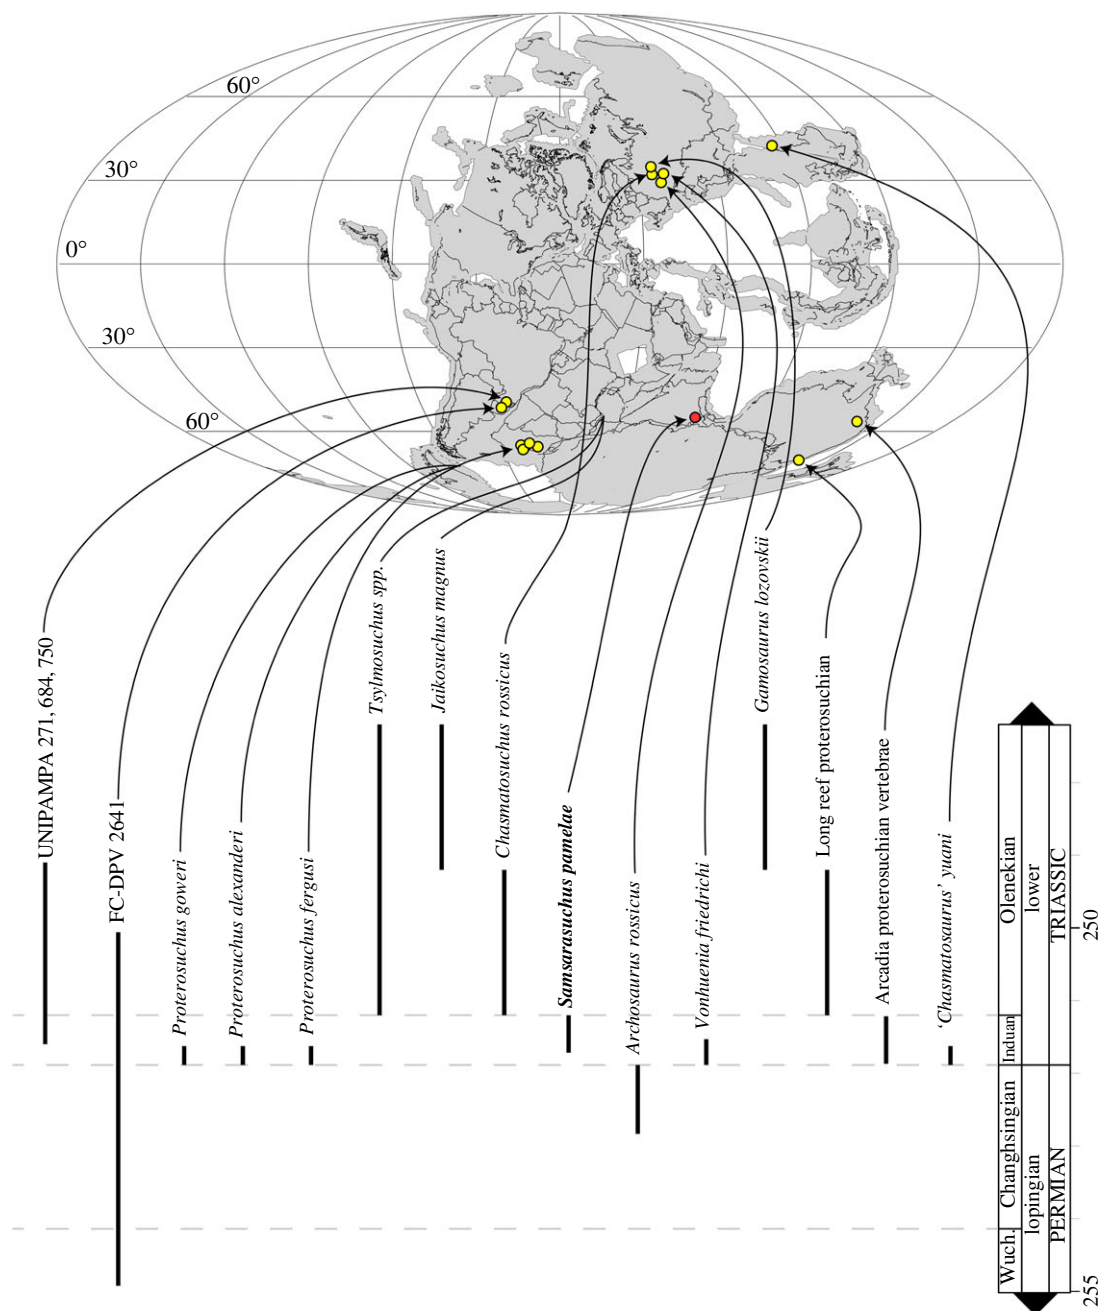 60°
30°
0°
30°
60°
UNIPAMPA 271, 684, 750
FC-DPV 2641
Proterosuchus goweri
Proterosuchus alexanderi
Proterosuchus fergusi
Tsylmosuchus spp.
Jaikosuchus magnus
Chasmatosuchus rossicus
Samsarasuchus pamelae
Archosaurus rossicus
Vonhuenia friedrichi
Gamosaurus lozovskii
Long reef proterosuchian
Arcadia proterosuchian vertebrae
'Chasmatosaurus' yuani
Wuch.
Changhsingian
Induan
Olenekian
lopingian
lower
PERMIAN
TRIASSIC
250
255